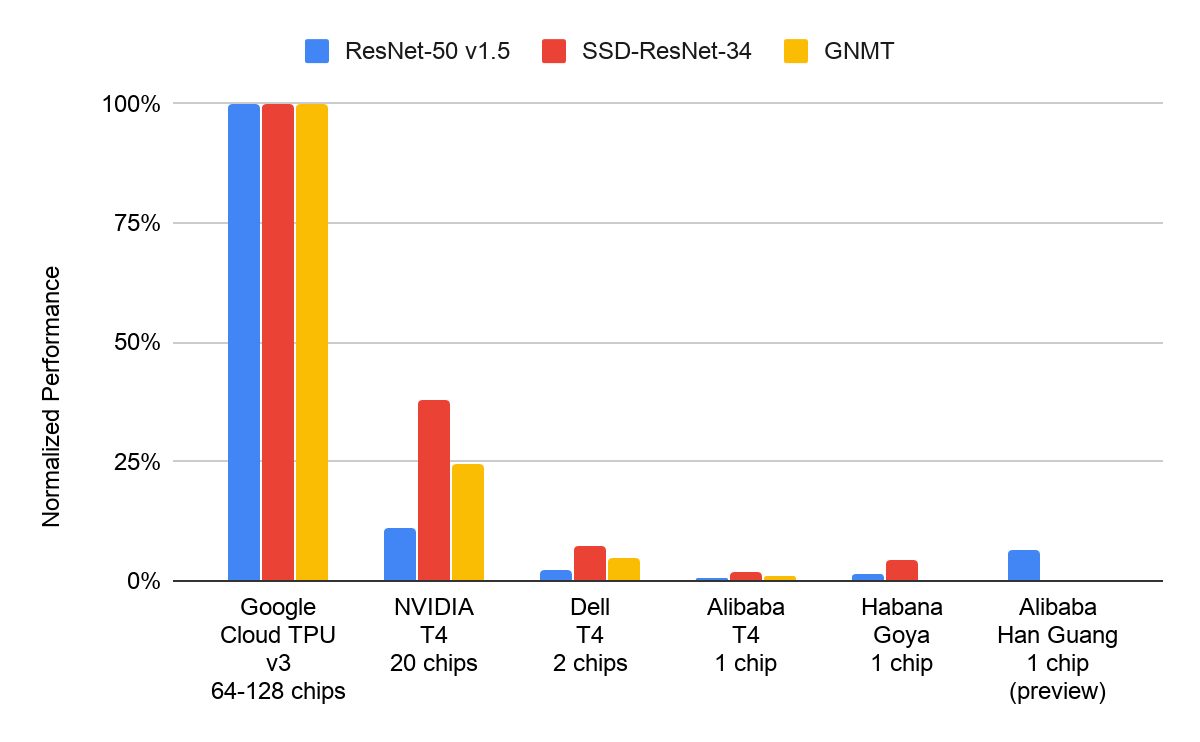 ResNet-50 v1.5 SSD-ResNet-34 GNMT
100%
75%
50%
25%
0%
Normalized Performance
Google
Cloud TPU
v3
64-128 chips
NVIDIA
T4
20 chips
Dell
T4
2 chips
Alibaba
T4
1 chip
Habana
Goya
1 chip
Alibaba
Han Guang
1 chip
(preview)